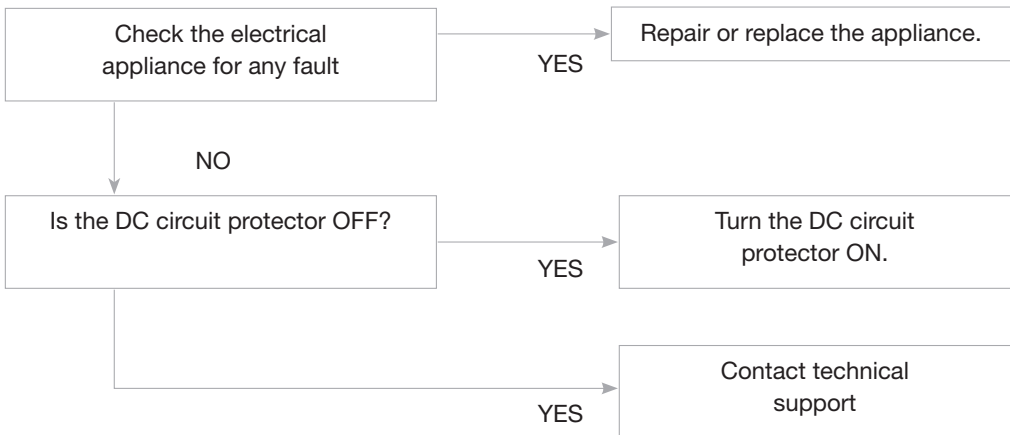 Check the electrical
appliance for any fault
YES
Repair or replace the appliance.
NO
Is the DC circuit protector OFF?
YES
Turn the DC circuit
protector ON.
YES
Contact technical
support